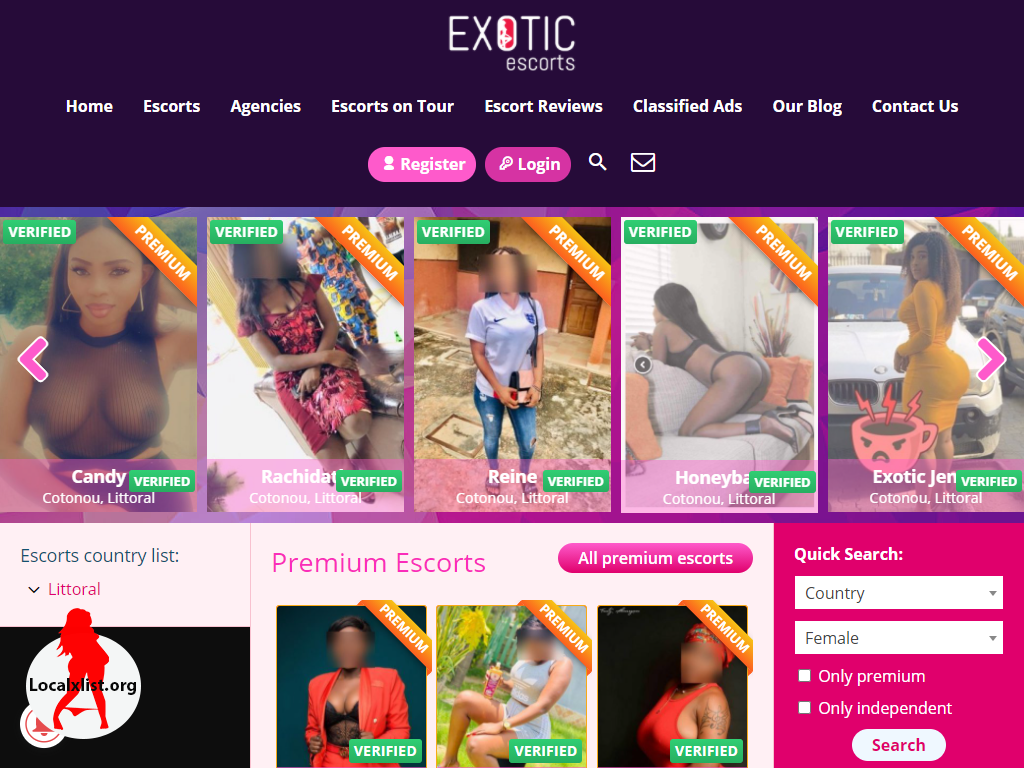 EXOTIC
escorts
Home Escorts Agencies Escorts on Tour Escort Reviews Classified Ads Our Blog Contact Us
Register Login
VERIFIED PREMIUM VERIFIED PREMIUM VERIFIED PREMIUM VERIFIED PREMIUM VERIFIED PREMIUM
Candy VERIFIED Rachidat VERIFIED Reine VERIFIED Honeyba VERIFIED Exotic Jen VERIFIED
Cotonou, Littoral Cotonou, Littoral Cotonou, Littoral Cotonou, Littoral Cotonou, Littoral
Escorts country list:
Littoral
Localxlist.org
Premium Escorts All premium escorts
PREMIUM PREMIUM PREMIUM
VERIFIED VERIFIED VERIFIED
Quick Search:
Country
Female
Only premium
Only independent
Search